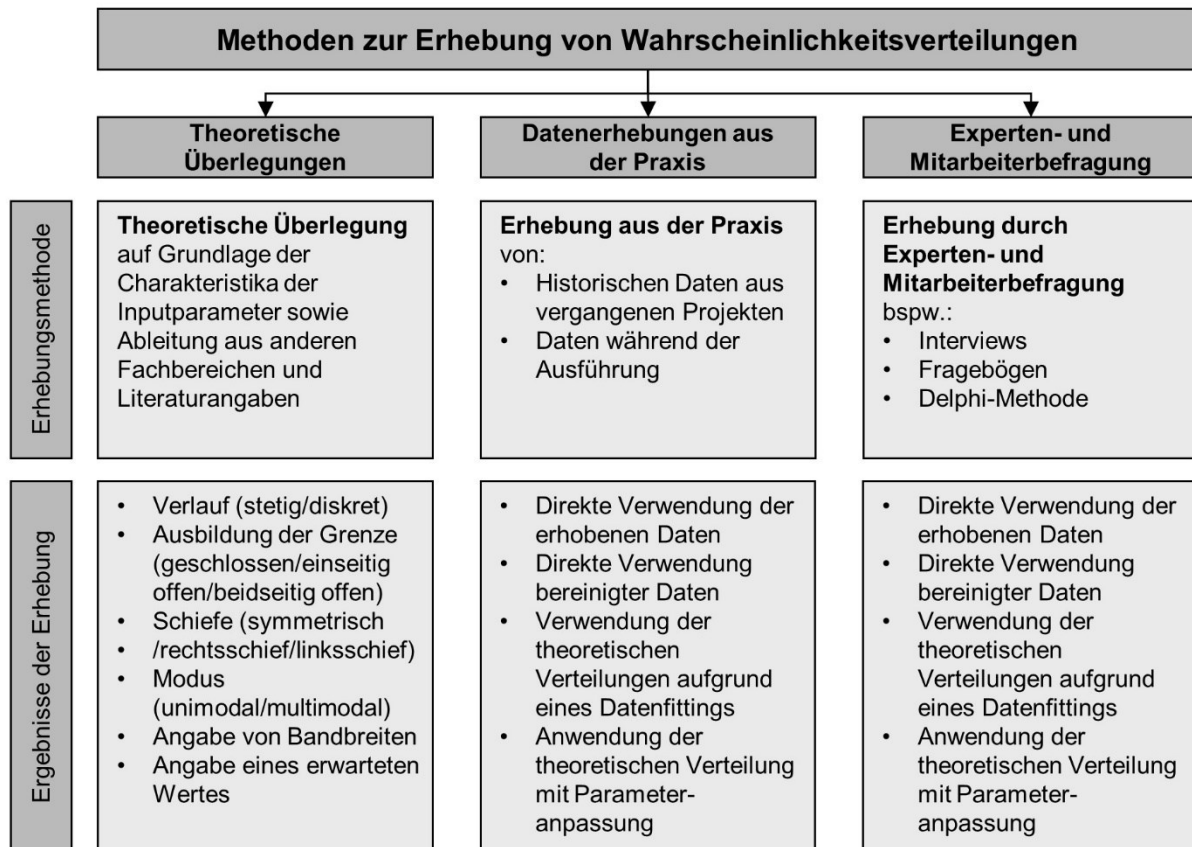 Methoden zur Erhebung von Wahrscheinlichkeitsverteilungen
Theoretische
Überlegungen
Datenerhebungen aus
der Praxis
Experten- und
Mitarbeiterbefragung
Erhebungsmethode
Theoretische Überlegung
auf Grundlage der
Charakteristika der
Inputparameter sowie
Ableitung aus anderen
Fachbereichen und
Literaturangaben
Erhebung aus der Praxis
von:
• Historischen Daten aus
vergangenen Projekten
• Daten während der
Ausführung
Erhebung durch
Experten- und
Mitarbeiterbefragung
bspw.:
• Interviews
• Fragebögen
• Delphi-Methode
Ergebnisse der Erhebung
• Verlauf (stetig/diskret)
• Ausbildung der Grenze
(geschlossen/einseitig
offen/beidseitig offen)
• Schiefe (symmetrisch
• /rechtsschief/linksschief)
• Modus
(unimodal/multimodal)
• Angabe von Bandbreiten
• Angabe eines erwarteten
Wertes
• Direkte Verwendung der
erhobenen Daten
• Direkte Verwendung
bereinigter Daten
• Verwendung der
theoretischen
Verteilungen aufgrund
eines Datenfittings
• Anwendung der
theoretischen Verteilung
mit Parameter-
anpassung
• Direkte Verwendung der
erhobenen Daten
• Direkte Verwendung
bereinigter Daten
• Verwendung der
theoretischen
Verteilungen aufgrund
eines Datenfittings
• Anwendung der
theoretischen Verteilung
mit Parameter-
anpassung